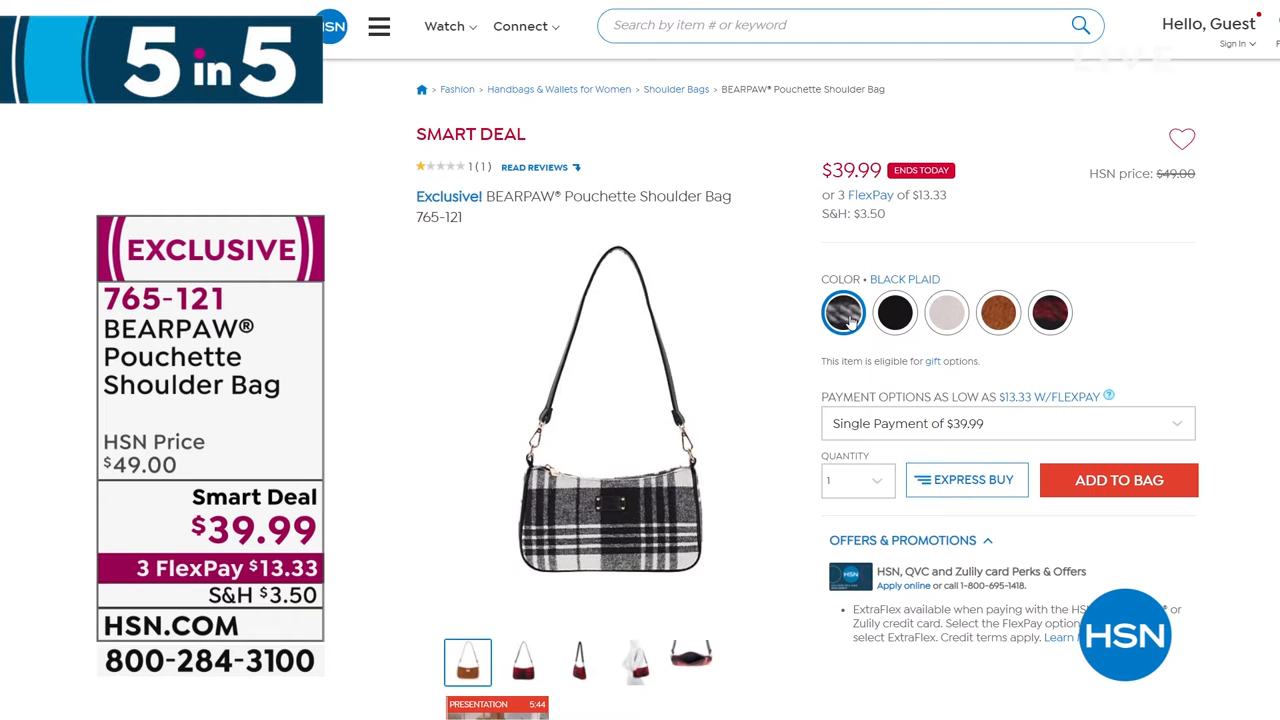 5 in 5
HSN
Watch
Connect
Search by item # or keyword
Hello, Guest
Sign In
LIVE
> Fashion > Handbags & Wallets for Women > Shoulder Bags > BEARPAW® Pouchette Shoulder Bag
SMART DEAL
1 ( 1 ) READ REVIEWS
Exclusive! BEARPAW® Pouchette Shoulder Bag
765-121
$39.99 ENDS TODAY
HSN price: $49.00
or 3 FlexPay of $13.33
S&H: $3.50
COLOR • BLACK PLAID
This item is eligible for gift options.
PAYMENT OPTIONS AS LOW AS $13.33 W/FLEXPAY ?
Single Payment of $39.99
QUANTITY
1
EXPRESS BUY
ADD TO BAG
OFFERS & PROMOTIONS
HSN
HSN, QVC and Zulily card Perks & Offers
Apply online or call 1-800-695-1418.
• ExtraFlex available when paying with the or
Zulily credit card. Select the FlexPay
select ExtraFlex. Credit terms apply. Learn
HSN
PRESENTATION 5:44
EXCLUSIVE
765-121
BEARPAW®
Pouchette
Shoulder Bag
HSN Price
$49.00
Smart Deal
$39.99
3 FlexPay $13.33
S&H $3.50
HSN.COM
800-284-3100